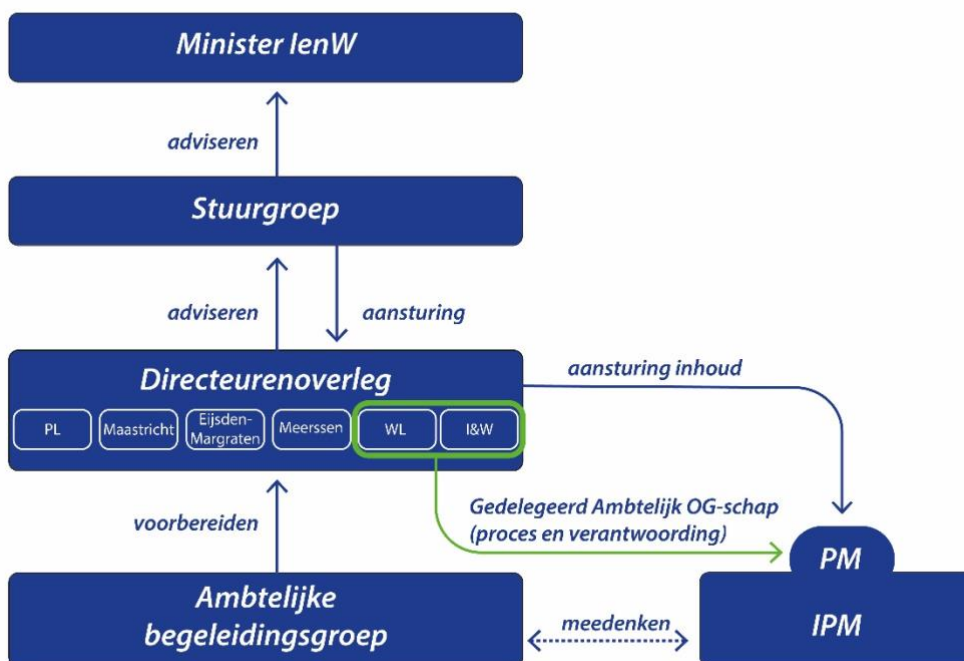 Minister IenW
adviseren
Stuurgroep
adviseren
aansturing
Directeurenoverleg
aansturing inhoud
PL
Maastricht
Eijsden-
Margraten
Meerssen
WL
I&W
voorbereiden
Gedelegeerd Ambtelijk OG-schap
(proces en verantwoording)
PM
Ambtelijke
begeleidingsgroep
meedenken
IPM